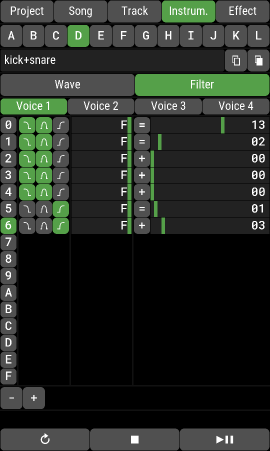 Project Song Track Instrum. Effect
A B C D E F G H I J K L
kick+snare
Wave Filter
Voice 1 Voice 2 Voice 3 Voice 4
0 F = 13
1 F = 02
2 F + 00
3 F + 00
4 F + 00
5 F = 01
6 F + 03
7
8
9
A
B
C
D
E
F
- +